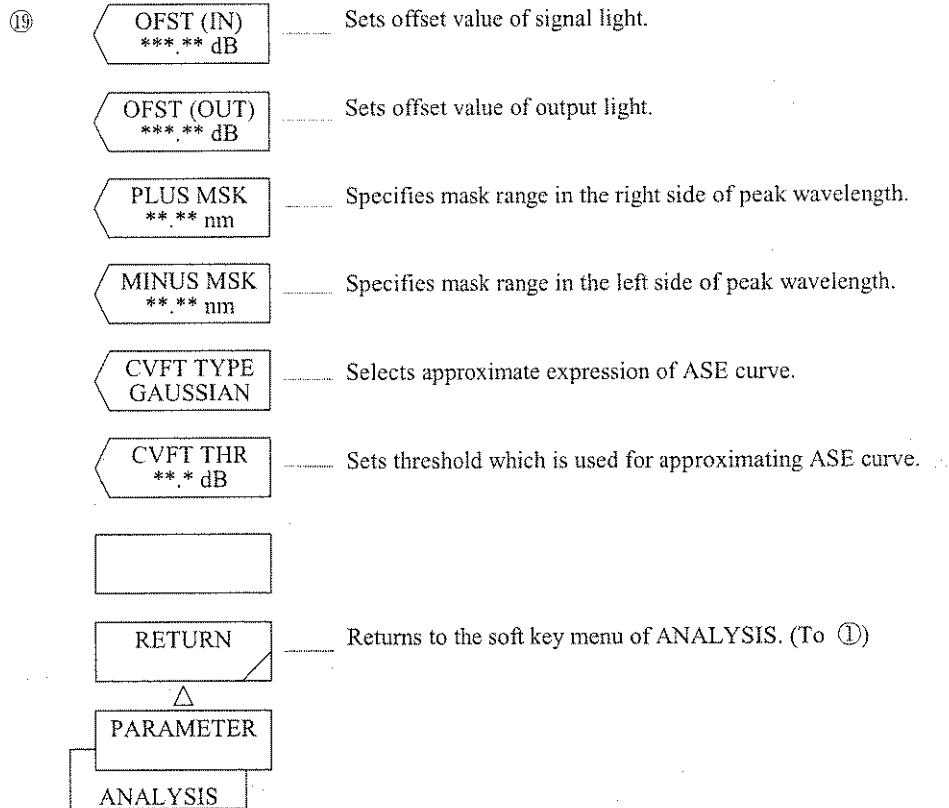 ⑲
OFST (IN)
***.** dB
Sets offset value of signal light.
OFST (OUT)
***.** dB
Sets offset value of output light.
PLUS MSK
**.** nm
Specifies mask range in the right side of peak wavelength.
MINUS MSK
**.** nm
Specifies mask range in the left side of peak wavelength.
CVFT TYPE
GAUSSIAN
Selects approximate expression of ASE curve.
CVFT THR
**.* dB
Sets threshold which is used for approximating ASE curve.
RETURN
Returns to the soft key menu of ANALYSIS. (To ①)
PARAMETER
ANALYSIS